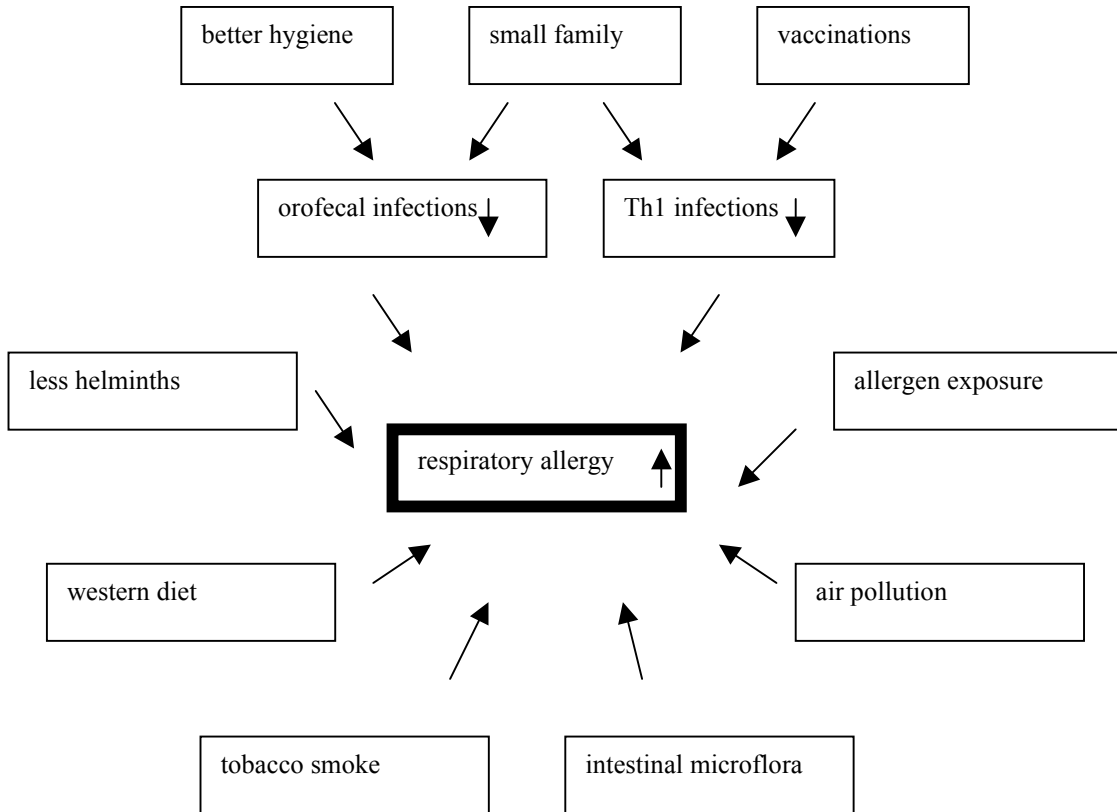 better hygiene
small family
vaccinations
orofecal infections
Th1 infections
less helminths
allergen exposure
respiratory allergy
western diet
air pollution
tobacco smoke
intestinal microflora